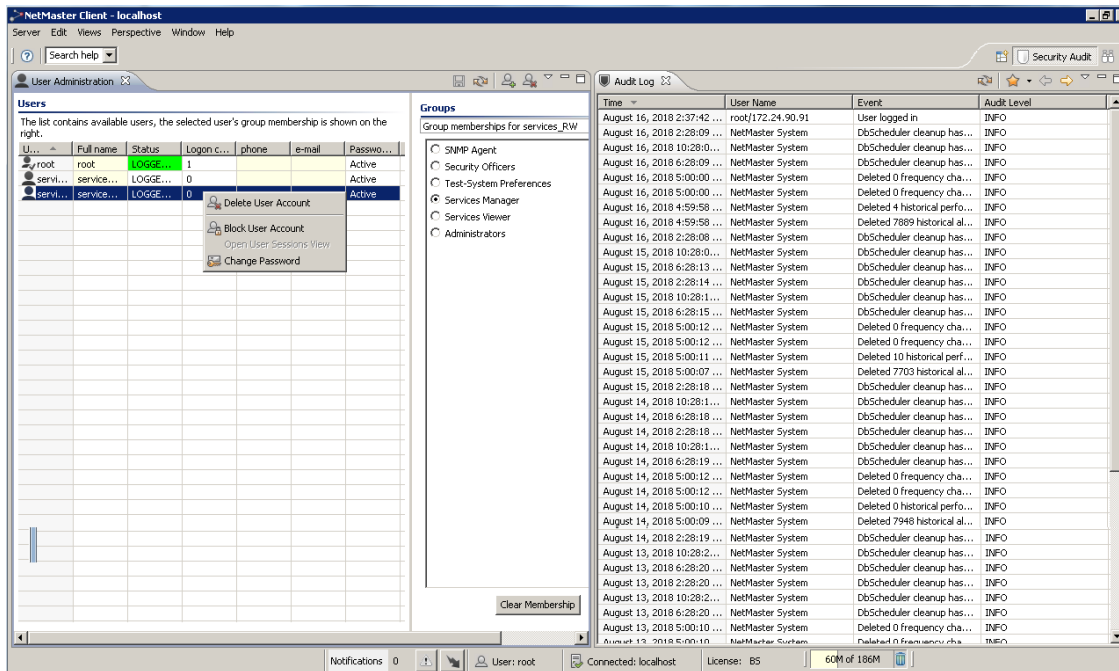 NetMaster Client - localhost
Server Edit Views Perspective Window Help
Search help
Security Audit
User Administration
Users
The list contains available users, the selected user's group membership is shown on the right.
U... Full name Status Logon c... phone e-mail Passwo...
root root LOGGE... 1 Active
servi... service... LOGGE... 0 Active
servi... service... LOGGE... 0 Active
Delete User Account
Block User Account
Open User Sessions View
Change Password
Groups
Group memberships for services_RW
SNMP Agent
Security Officers
Test-System Preferences
Services Manager
Services Viewer
Administrators
Clear Membership
Audit Log
Time User Name Event Audit Level
August 16, 2018 2:37:42 ... root/172.24.90.91 User logged in INFO
August 16, 2018 2:28:09 ... NetMaster System DbScheduler cleanup has... INFO
August 16, 2018 10:28:0... NetMaster System DbScheduler cleanup has... INFO
August 16, 2018 6:28:09 ... NetMaster System DbScheduler cleanup has... INFO
August 16, 2018 5:00:00 ... NetMaster System Deleted 0 frequency cha... INFO
August 16, 2018 5:00:00 ... NetMaster System Deleted 0 frequency cha... INFO
August 16, 2018 4:59:58 ... NetMaster System Deleted 4 historical perfo... INFO
August 16, 2018 4:59:58 ... NetMaster System Deleted 7889 historical al... INFO
August 16, 2018 2:28:08 ... NetMaster System DbScheduler cleanup has... INFO
August 15, 2018 10:28:0... NetMaster System DbScheduler cleanup has... INFO
August 15, 2018 6:28:13 ... NetMaster System DbScheduler cleanup has... INFO
August 15, 2018 2:28:14 ... NetMaster System DbScheduler cleanup has... INFO
August 15, 2018 10:28:1... NetMaster System DbScheduler cleanup has... INFO
August 15, 2018 6:28:15 ... NetMaster System DbScheduler cleanup has... INFO
August 15, 2018 5:00:12 ... NetMaster System Deleted 0 frequency cha... INFO
August 15, 2018 5:00:12 ... NetMaster System Deleted 0 frequency cha... INFO
August 15, 2018 5:00:11 ... NetMaster System Deleted 10 historical perf... INFO
August 15, 2018 5:00:07 ... NetMaster System Deleted 7703 historical al... INFO
August 15, 2018 2:28:18 ... NetMaster System DbScheduler cleanup has... INFO
August 14, 2018 10:28:1... NetMaster System DbScheduler cleanup has... INFO
August 14, 2018 6:28:18 ... NetMaster System DbScheduler cleanup has... INFO
August 14, 2018 2:28:18 ... NetMaster System DbScheduler cleanup has... INFO
August 14, 2018 10:28:1... NetMaster System DbScheduler cleanup has... INFO
August 14, 2018 6:28:19 ... NetMaster System DbScheduler cleanup has... INFO
August 14, 2018 5:00:12 ... NetMaster System Deleted 0 frequency cha... INFO
August 14, 2018 5:00:12 ... NetMaster System Deleted 0 frequency cha... INFO
August 14, 2018 5:00:10 ... NetMaster System Deleted 0 historical perfo... INFO
August 14, 2018 5:00:09 ... NetMaster System Deleted 7948 historical al... INFO
August 14, 2018 2:28:19 ... NetMaster System DbScheduler cleanup has... INFO
August 13, 2018 10:28:2... NetMaster System DbScheduler cleanup has... INFO
August 13, 2018 6:28:20 ... NetMaster System DbScheduler cleanup has... INFO
August 13, 2018 2:28:20 ... NetMaster System DbScheduler cleanup has... INFO
August 13, 2018 10:28:2... NetMaster System DbScheduler cleanup has... INFO
August 13, 2018 6:28:20 ... NetMaster System DbScheduler cleanup has... INFO
August 13, 2018 5:00:10 ... NetMaster System Deleted 0 frequency cha... INFO
August 13, 2018 5:00:10 NetMaster System Deleted 0 frequency cha... INFO
Notifications 0 User: root Connected: localhost License: BS 60M of 186M